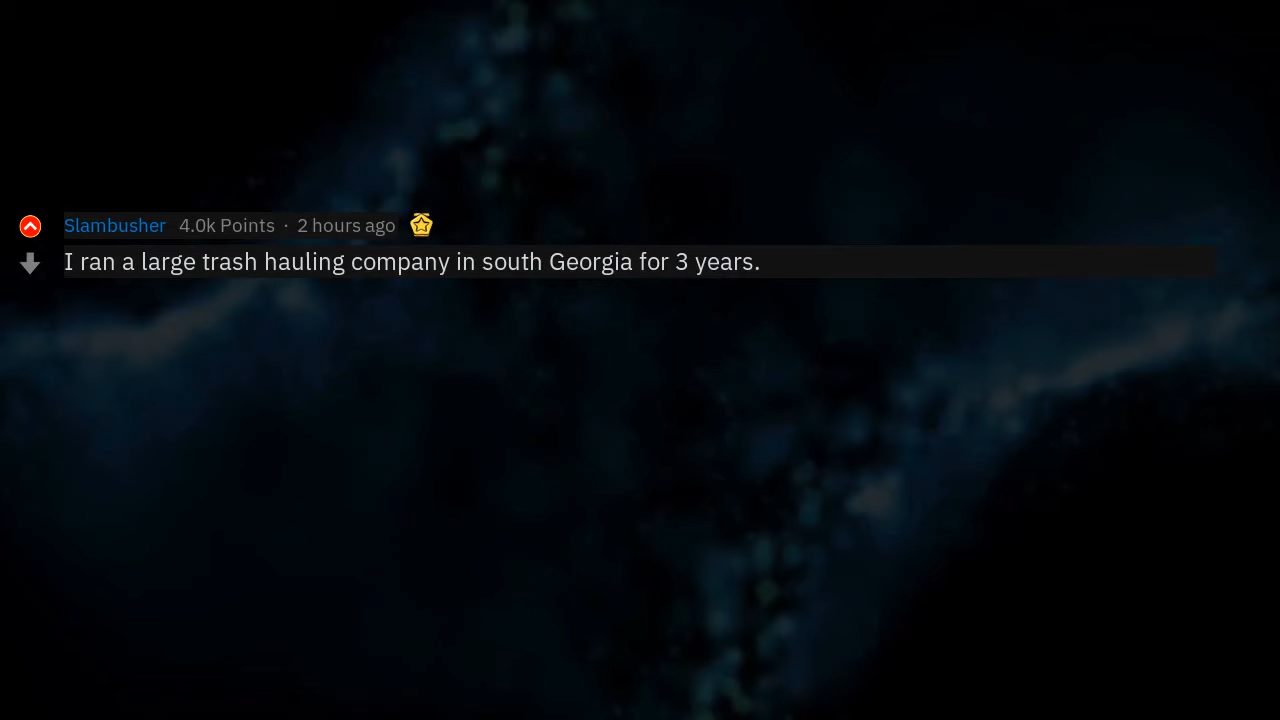 Slambusher 4.0k Points · 2 hours ago
I ran a large trash hauling company in south Georgia for 3 years.